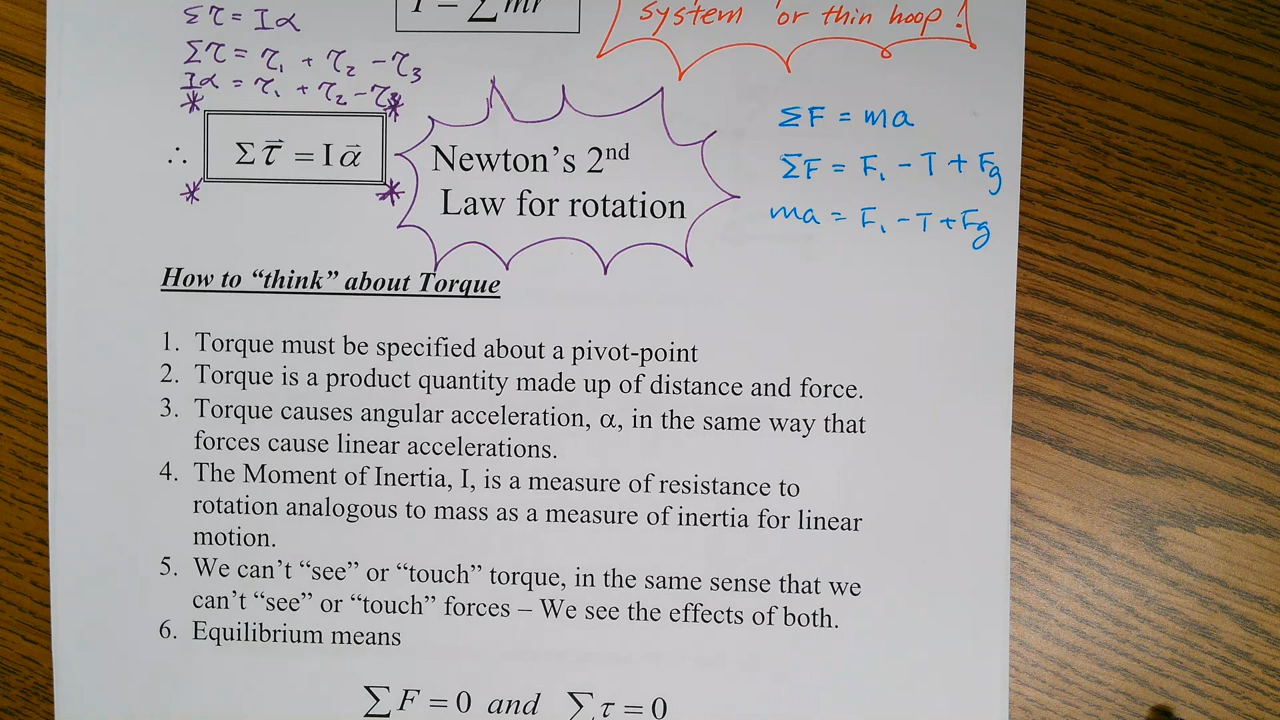 Στ = Iα
I = ∑ mr
system or thin hoop!
Στ = τ₁ + τ₂ - τ₃
Iα = τ₁ + τ₂ - τ₃
∴ Στ⃗ = Iα⃗
Newton's 2nd
Law for rotation
ΣF = ma
ΣF = F₁ - T + Fg
ma = F₁ - T + Fg
How to “think” about Torque
1. Torque must be specified about a pivot-point
2. Torque is a product quantity made up of distance and force.
3. Torque causes angular acceleration, α, in the same way that
forces cause linear accelerations.
4. The Moment of Inertia, I, is a measure of resistance to
rotation analogous to mass as a measure of inertia for linear
motion.
5. We can't “see” or “touch” torque, in the same sense that we
can't “see” or “touch” forces – We see the effects of both.
6. Equilibrium means
∑ F = 0 and ∑ τ = 0